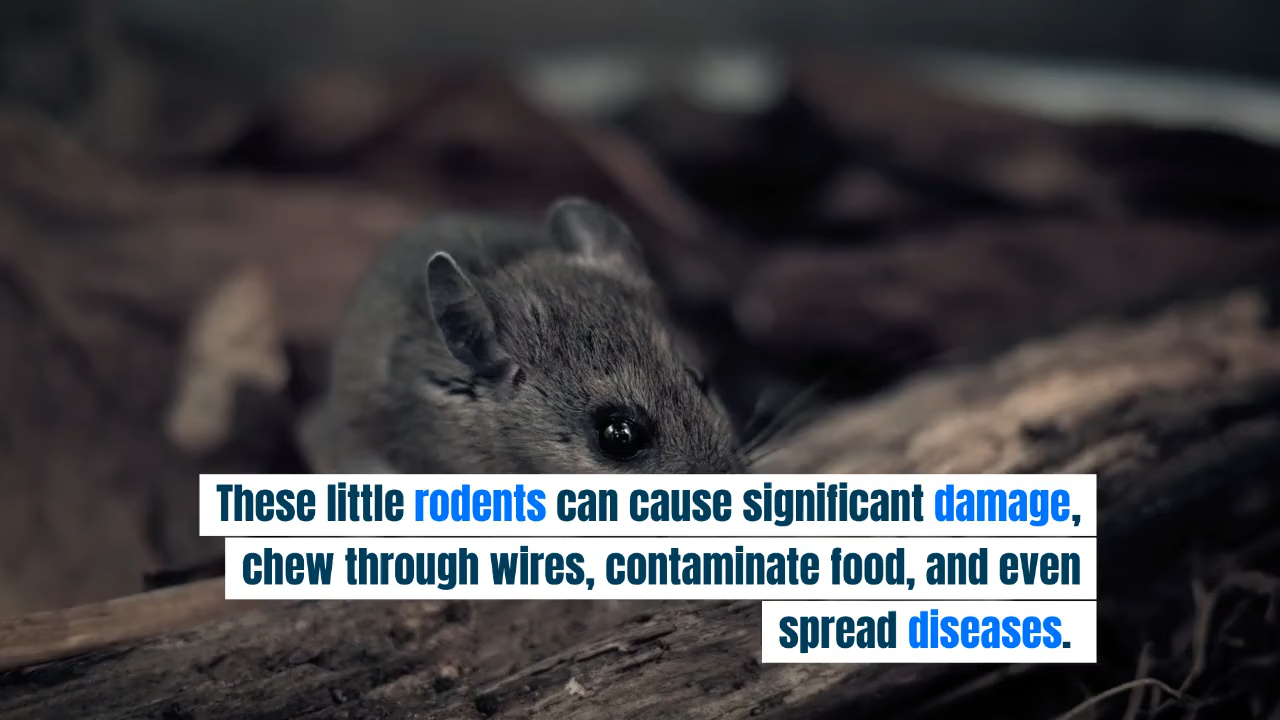 These little rodents can cause significant damage,
chew through wires, contaminate food, and even
spread diseases.